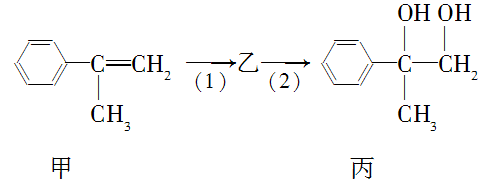 OH OH
C=CH₂ (1) 乙 (2) C—CH₂
CH₃ CH₃
甲 丙